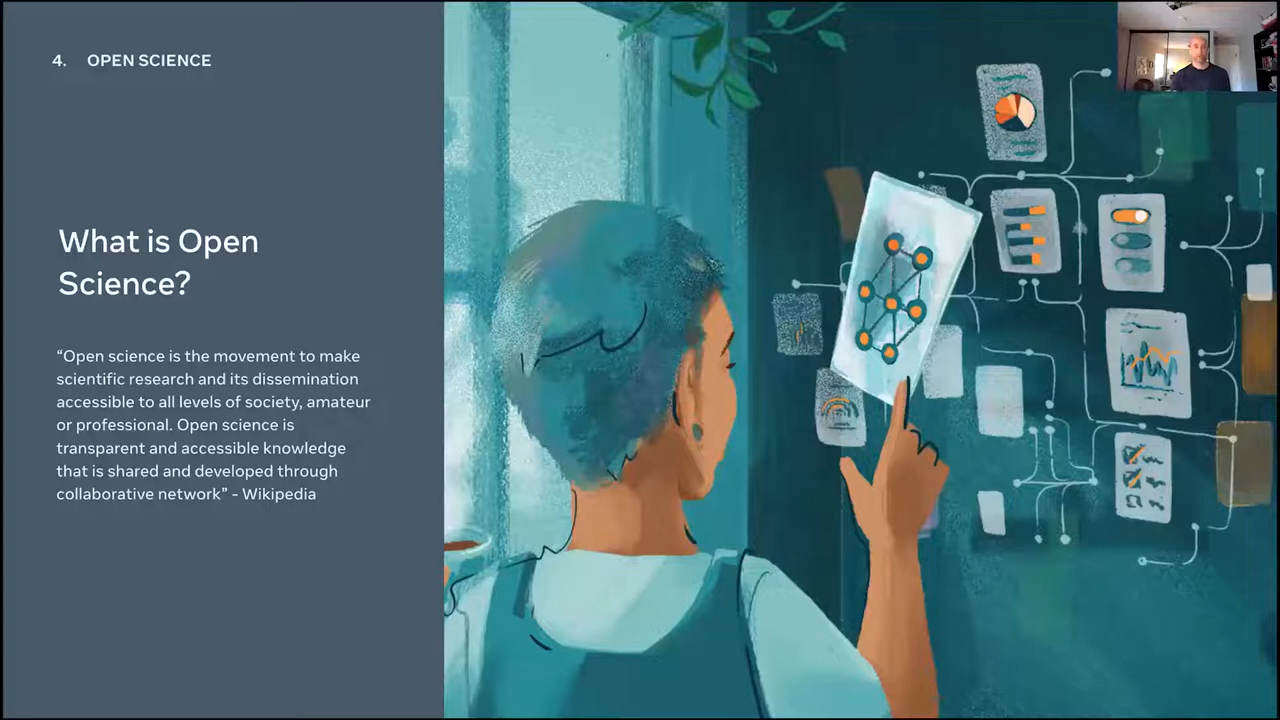 4. OPEN SCIENCE
What is Open
Science?
“Open science is the movement to make
scientific research and its dissemination
accessible to all levels of society, amateur
or professional. Open science is
transparent and accessible knowledge
that is shared and developed through
collaborative network” - Wikipedia